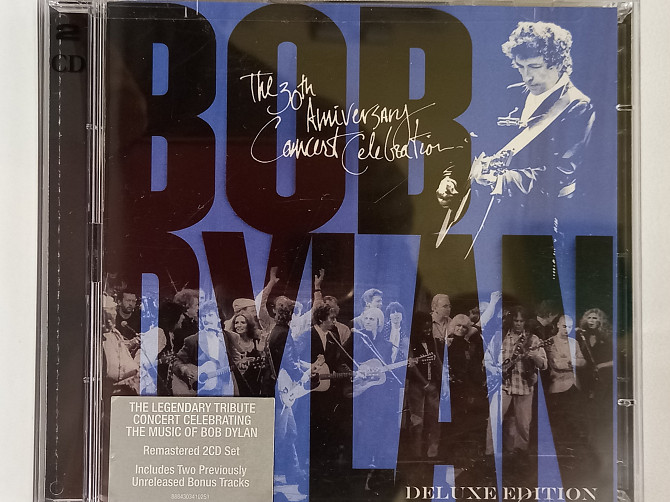 2
CD
BOB
DYLAN
The 30th
Anniversary
Concert Celebration
THE LEGENDARY TRIBUTE
CONCERT CELEBRATING
THE MUSIC OF BOB DYLAN
Remastered 2CD Set
Includes Two Previously
Unreleased Bonus Tracks
DELUXE EDITION